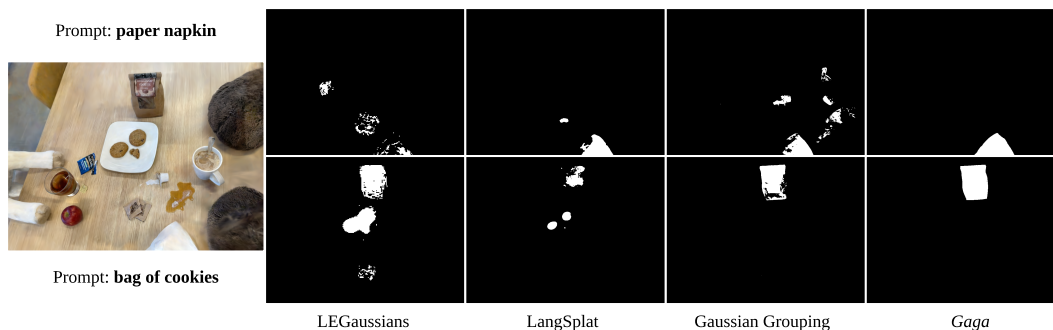 Prompt: paper napkin
Prompt: bag of cookies
LEGaussians
LangSplat
Gaussian Grouping
Gaga